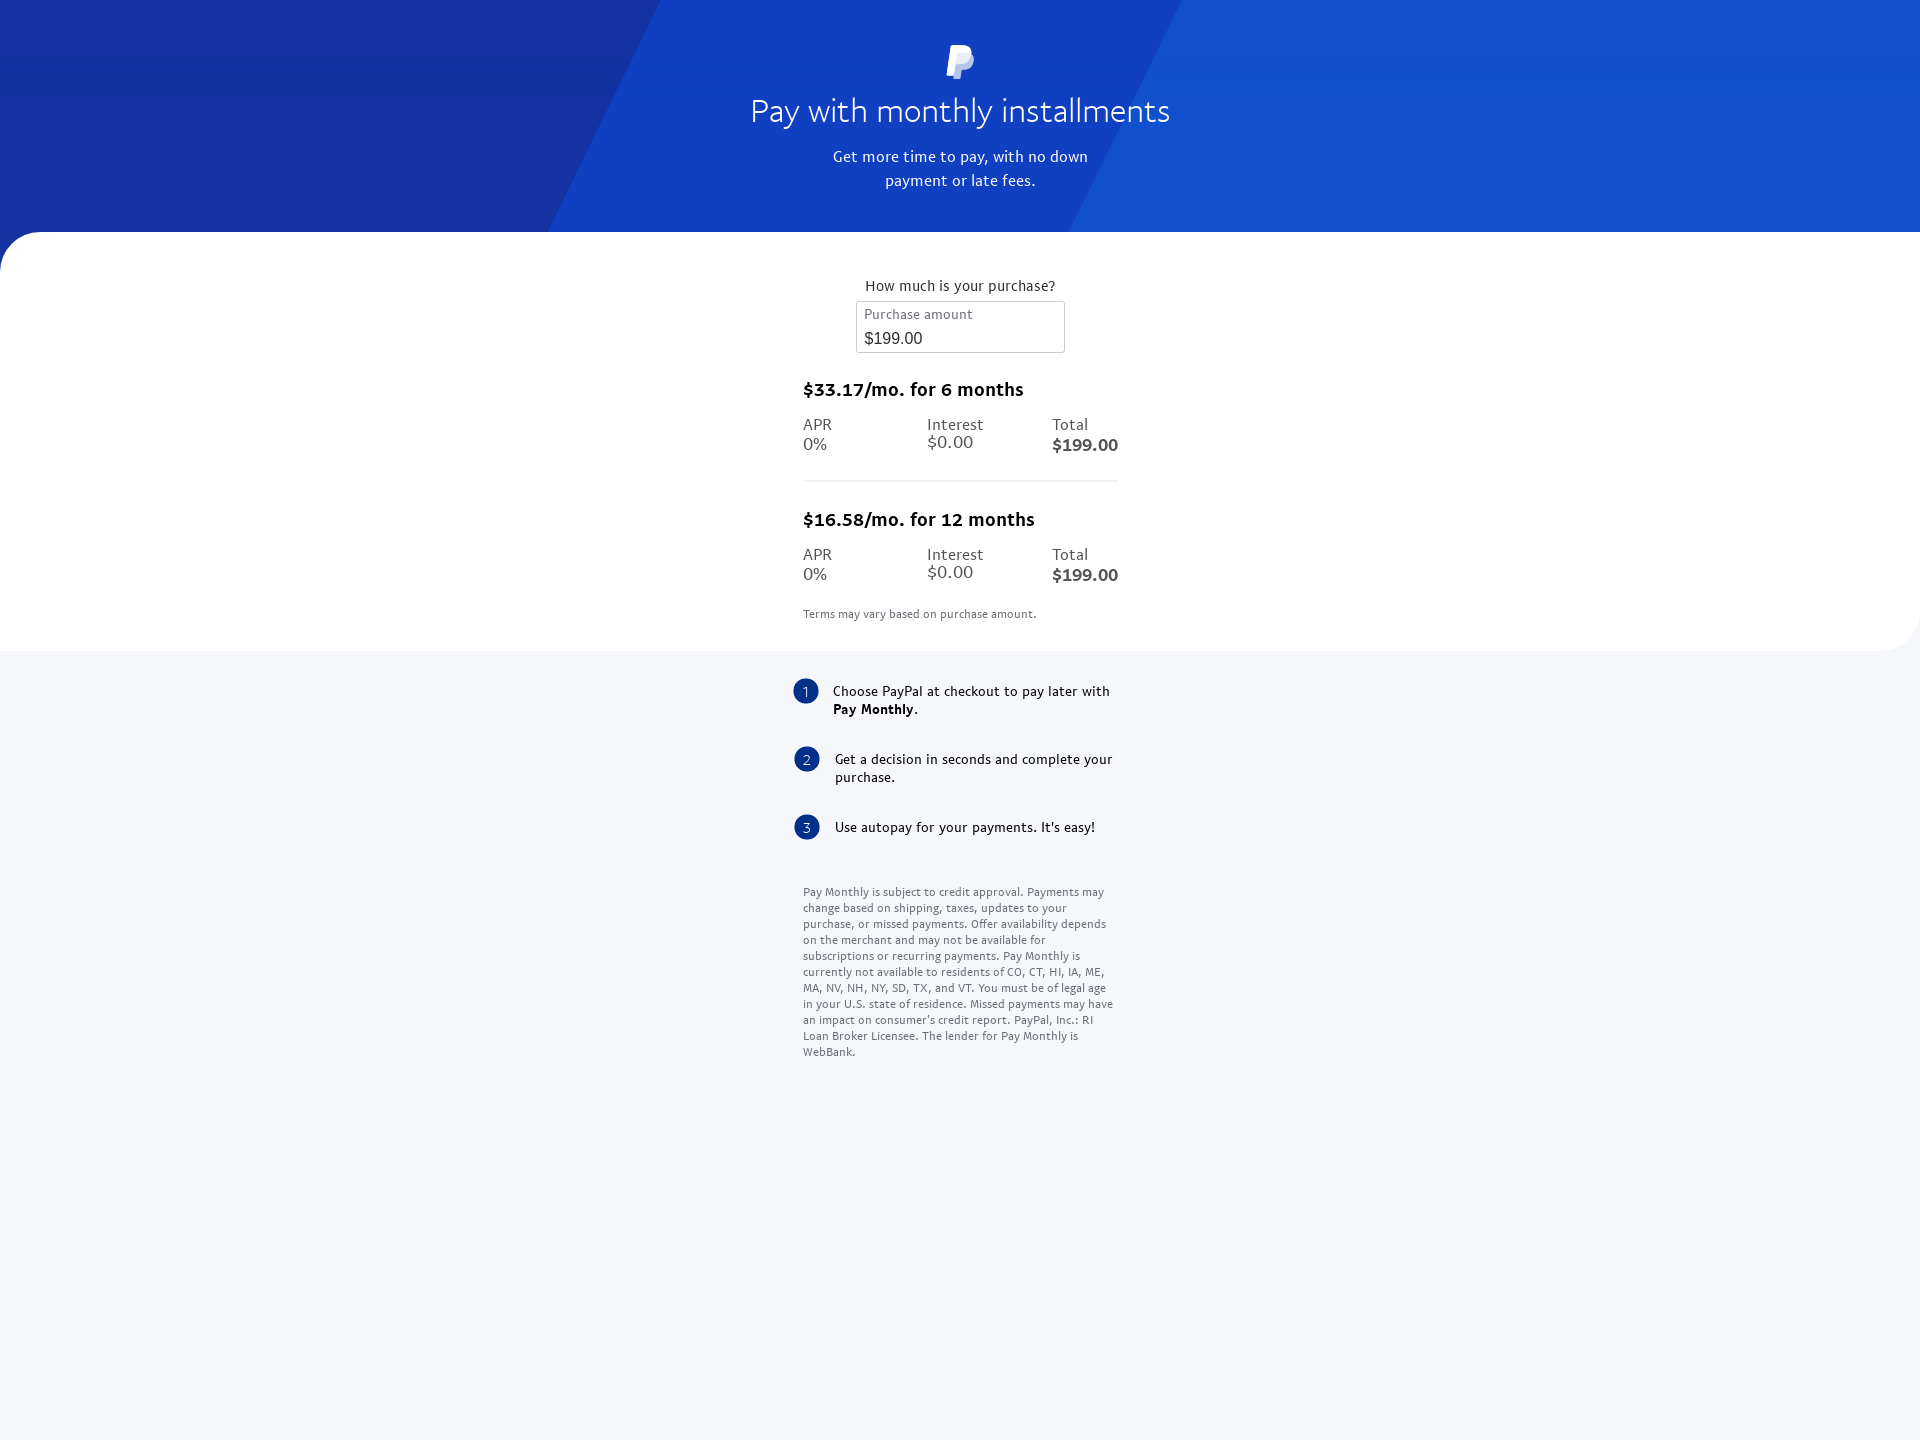 Pay with monthly installments
Get more time to pay, with no down
payment or late fees.
How much is your purchase?
Purchase amount
$199.00
$33.17/mo. for 6 months
APR Interest Total
0% $0.00 $199.00
$16.58/mo. for 12 months
APR Interest Total
0% $0.00 $199.00
Terms may vary based on purchase amount.
1 Choose PayPal at checkout to pay later with
Pay Monthly.
2 Get a decision in seconds and complete your
purchase.
3 Use autopay for your payments. It's easy!
Pay Monthly is subject to credit approval. Payments may
change based on shipping, taxes, updates to your
purchase, or missed payments. Offer availability depends
on the merchant and may not be available for
subscriptions or recurring payments. Pay Monthly is
currently not available to residents of CO, CT, HI, IA, ME,
MA, NV, NH, NY, SD, TX, and VT. You must be of legal age
in your U.S. state of residence. Missed payments may have
an impact on consumer's credit report. PayPal, Inc.: RI
Loan Broker Licensee. The lender for Pay Monthly is
WebBank.